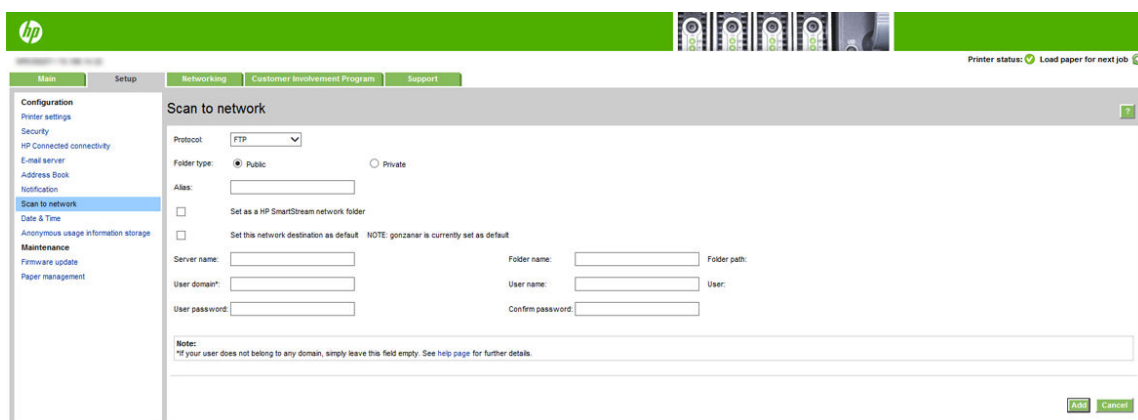 hp
Printer status: Load paper for next job
Main Setup Networking Customer Involvement Program Support
Configuration
Printer settings
Security
HP Connected connectivity
E-mail server
Address Book
Notification
Scan to network
Date & Time
Anonymous usage information storage
Maintenance
Firmware update
Paper management
Scan to network
?
Protocol: FTP
Folder type: Public Private
Alias:
Set as a HP SmartStream network folder
Set this network destination as default NOTE: gonzanar is currently set as default
Server name: Folder name: Folder path:
User domain*: User name: User:
User password: Confirm password:
Note:
*If your user does not belong to any domain, simply leave this field empty. See help page for further details.
Add Cancel